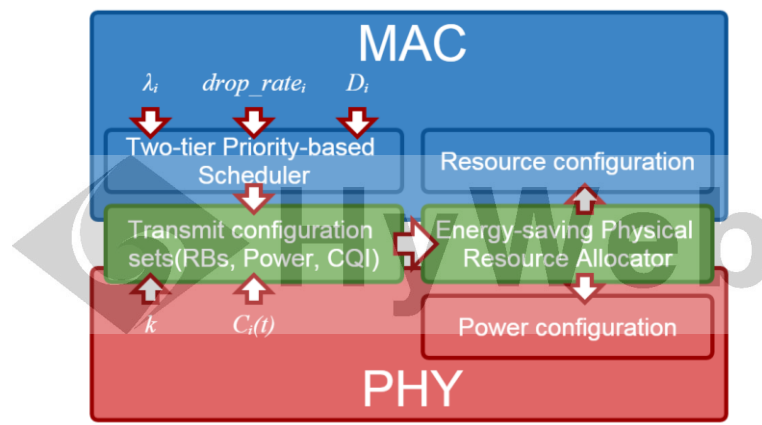 MAC
λᵢ drop_rateᵢ Dᵢ
Two-tier Priority-based
Scheduler
Resource configuration
Transmit configuration
sets(RBs, Power, CQI)
Energy-saving Physical
Resource Allocator
k Cᵢ(t)
Power configuration
PHY
HyWeb